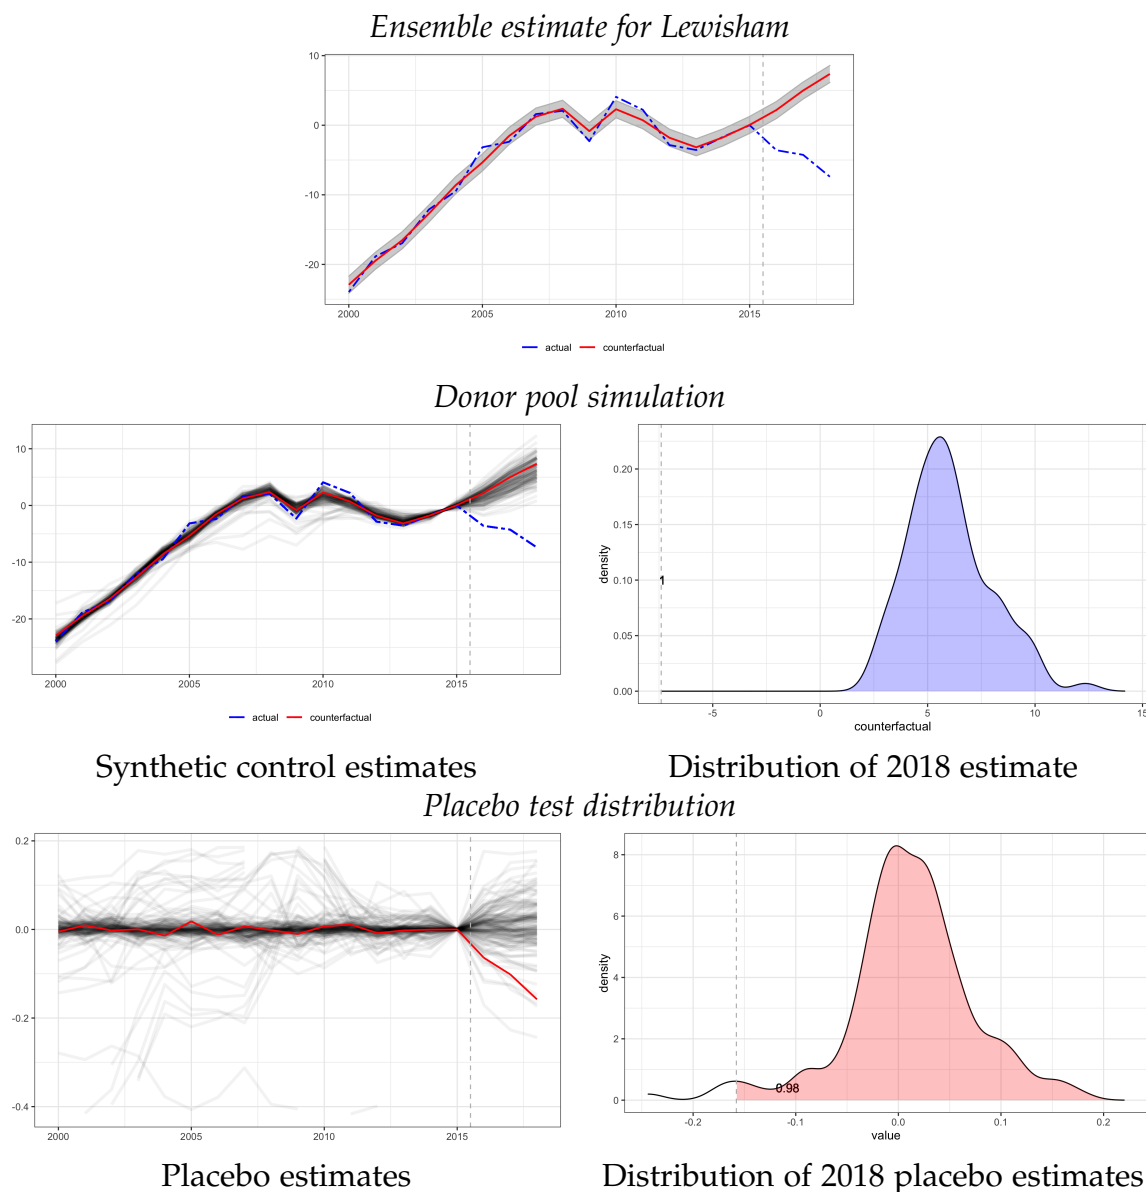 Ensemble estimate for Lewisham
10
0
-10
-20
2000 2005 2010 2015
actual counterfactual
Donor pool simulation
10
0
-10
-20
2000 2005 2010 2015
actual counterfactual
density
0.20
0.15
0.10
0.05
0.00
1
-5 0 5 10 15
counterfactual
Synthetic control estimates
Distribution of 2018 estimate
Placebo test distribution
0.2
0.0
-0.2
-0.4
2000 2005 2010 2015
density
8
6
4
2
0
0.98
-0.2 -0.1 0.0 0.1 0.2
value
Placebo estimates
Distribution of 2018 placebo estimates